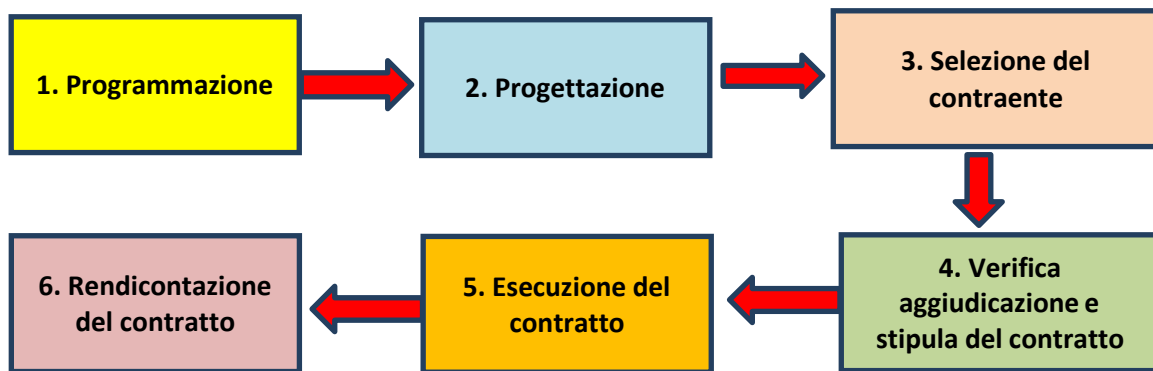 1. Programmazione
2. Progettazione
3. Selezione del
contraente
4. Verifica
aggiudicazione e
stipula del contratto
5. Esecuzione del
contratto
6. Rendicontazione
del contratto